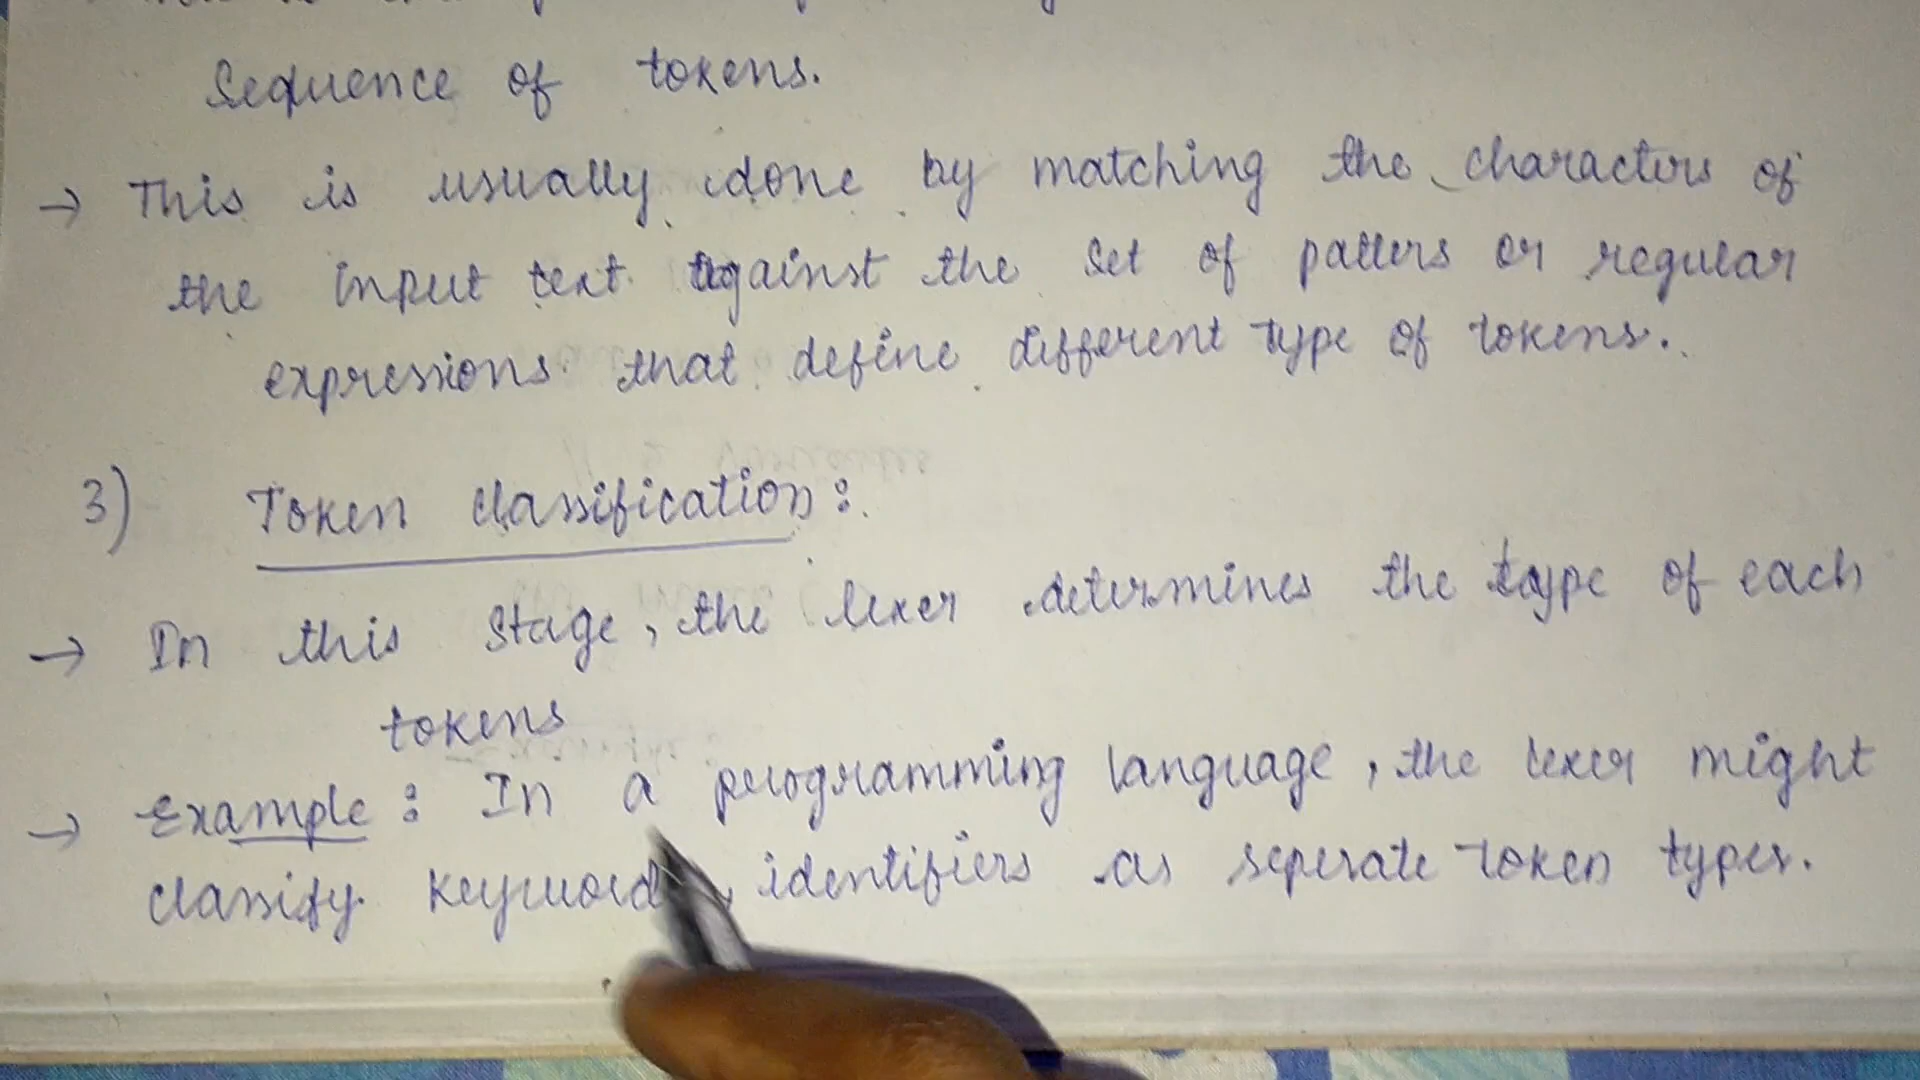 Sequence of tokens.
→ This is usually done by matching the characters of
the input text against the set of patters or regular
expressions that define different type of tokens.
3) Token classification:
→ In this stage, the lexer determines the type of each
tokens
→ Example: In a programming language, the lexer might
classify keyword, identifiers as seperate token types.